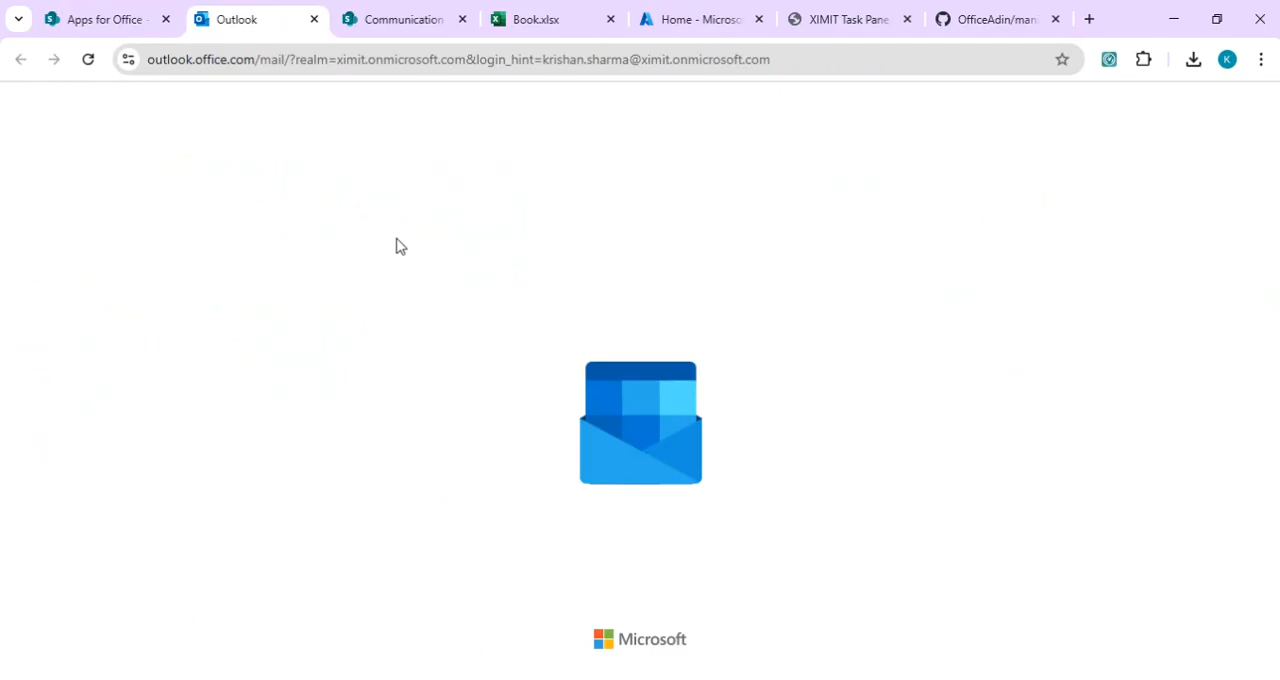 Apps for Office -
Outlook
Communication
Book.xlsx
Home - Microso
XIMIT Task Pane
OfficeAdin/mani
outlook.office.com/mail/?realm=ximit.onmicrosoft.com&login_hint=krishan.sharma@ximit.onmicrosoft.com
K
Microsoft